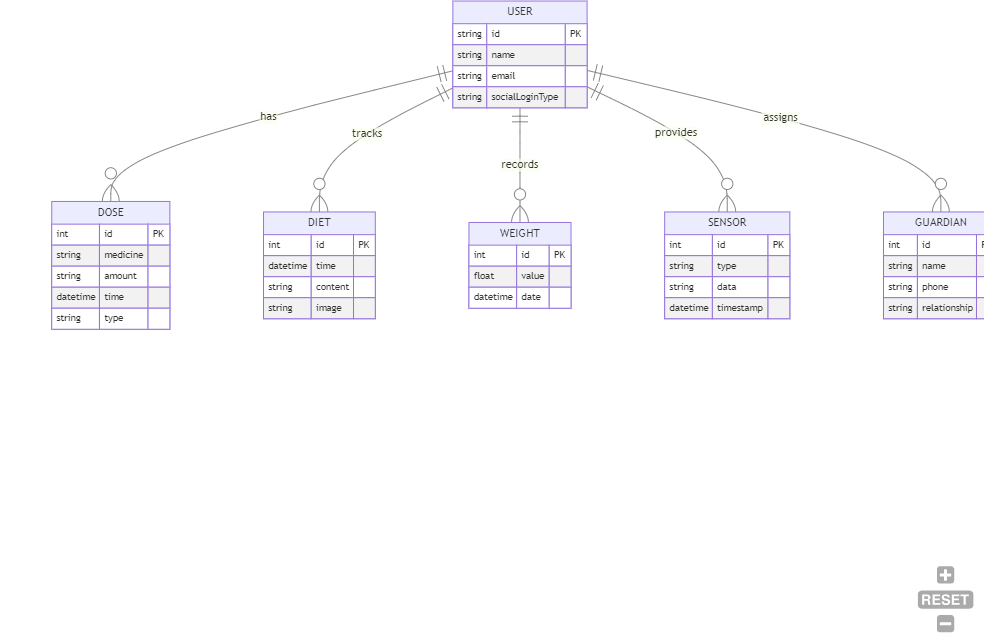 USER
string id PK
string name
string email
string socialLoginType
has
tracks
records
provides
assigns
DOSE
int id PK
string medicine
string amount
datetime time
string type
DIET
int id PK
datetime time
string content
string image
WEIGHT
int id PK
float value
datetime date
SENSOR
int id PK
string type
string data
datetime timestamp
GUARDIAN
int id
string name
string phone
string relationship
RESET